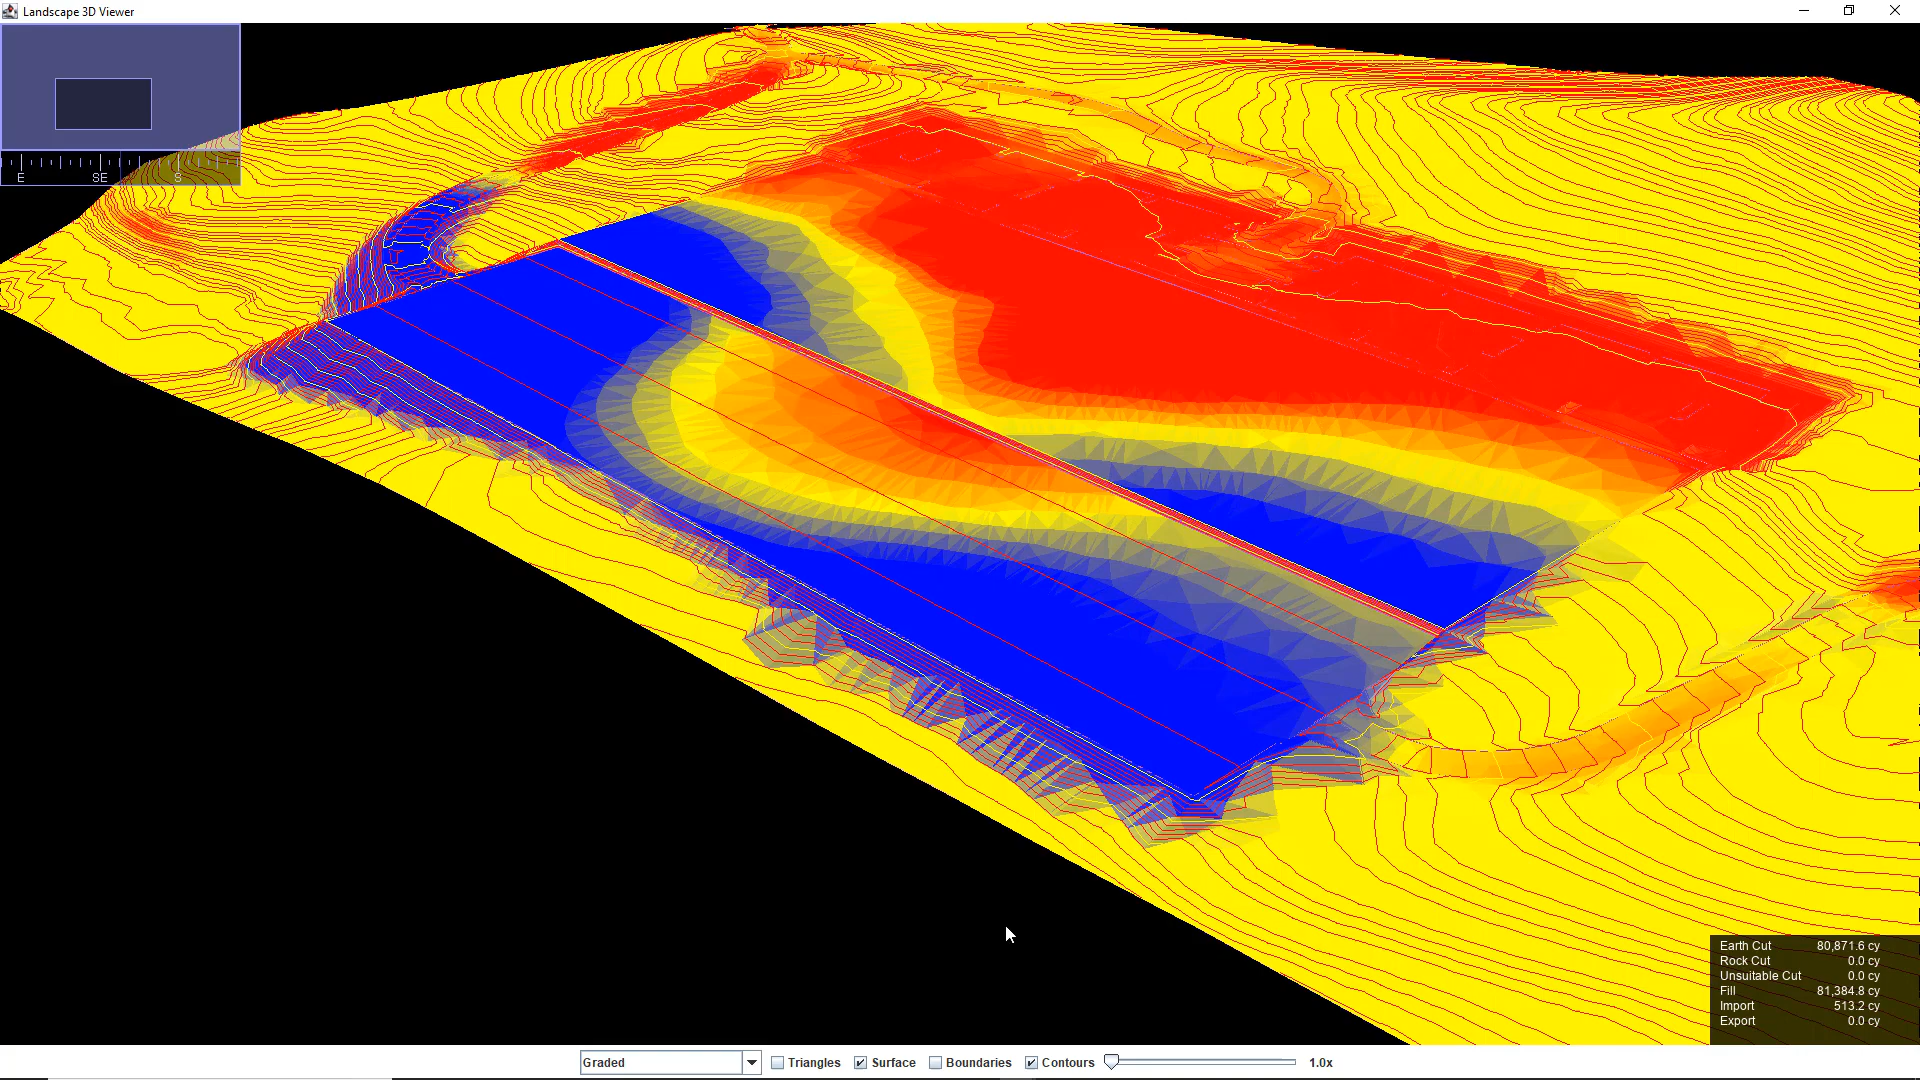 Landscape 3D Viewer
E SE S
Earth Cut 80,871.6 cy
Rock Cut 0.0 cy
Unsuitable Cut 0.0 cy
Fill 81,384.8 cy
Import 513.2 cy
Export 0.0 cy
Graded Triangles Surface Boundaries Contours 1.0x